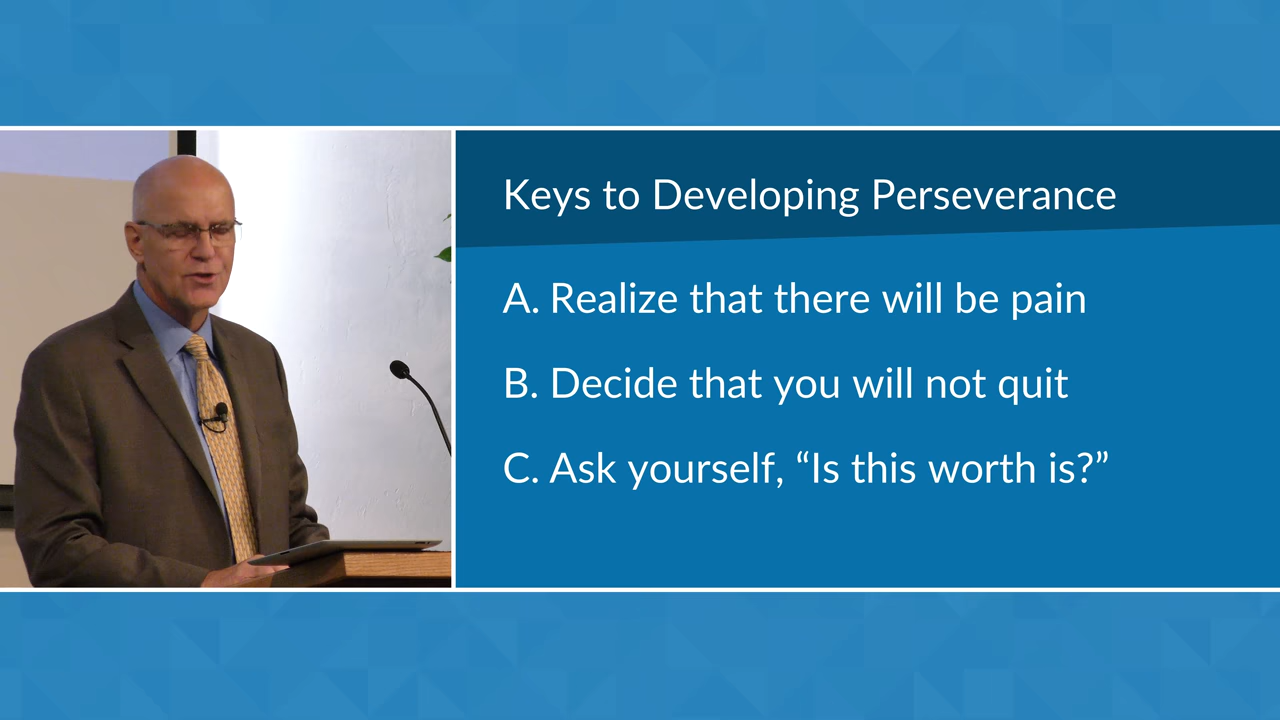 Keys to Developing Perseverance
A. Realize that there will be pain
B. Decide that you will not quit
C. Ask yourself, “Is this worth is?”